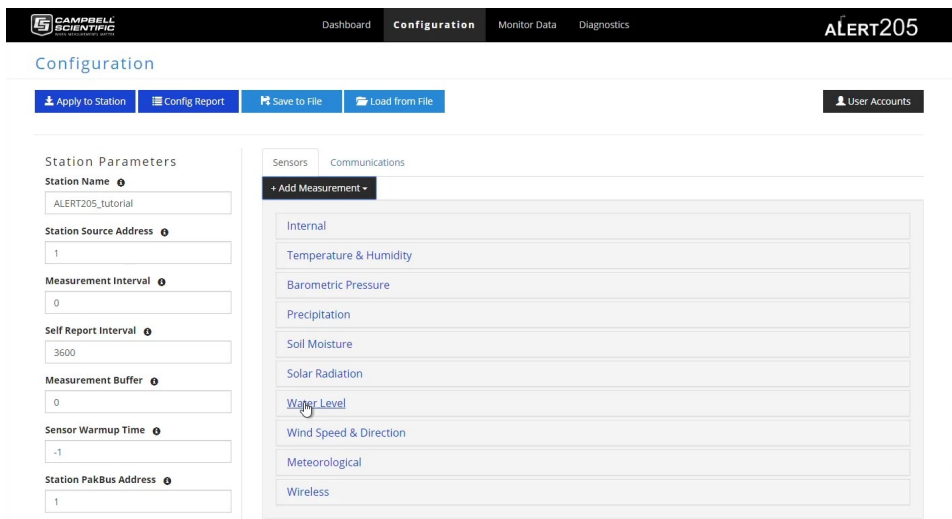 CAMPBELL SCIENTIFIC
WHEN MEASUREMENTS MATTER
Dashboard
Configuration
Monitor Data
Diagnostics
ALERT205
Configuration
Apply to Station
Config Report
Save to File
Load from File
User Accounts
Station Parameters
Station Name
ALERT205_tutorial
Station Source Address
1
Measurement Interval
0
Self Report Interval
3600
Measurement Buffer
0
Sensor Warmup Time
-1
Station PakBus Address
1
Sensors
Communications
+ Add Measurement
Internal
Temperature & Humidity
Barometric Pressure
Precipitation
Soil Moisture
Solar Radiation
Water Level
Wind Speed & Direction
Meteorological
Wireless